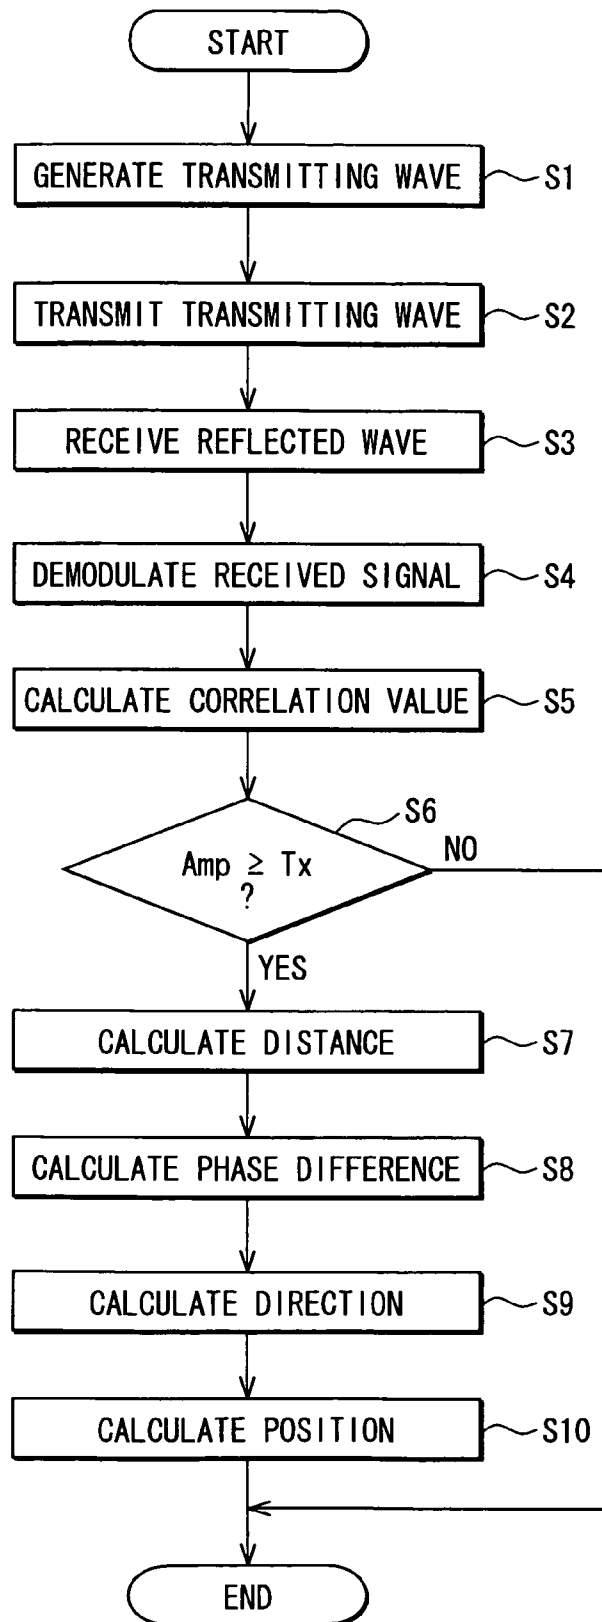 START
GENERATE TRANSMITTING WAVE S1
TRANSMIT TRANSMITTING WAVE S2
RECEIVE REFLECTED WAVE S3
DEMODULATE RECEIVED SIGNAL S4
CALCULATE CORRELATION VALUE S5
S6
Amp ≧ Tx
?
NO
YES
CALCULATE DISTANCE S7
CALCULATE PHASE DIFFERENCE S8
CALCULATE DIRECTION S9
CALCULATE POSITION S10
END